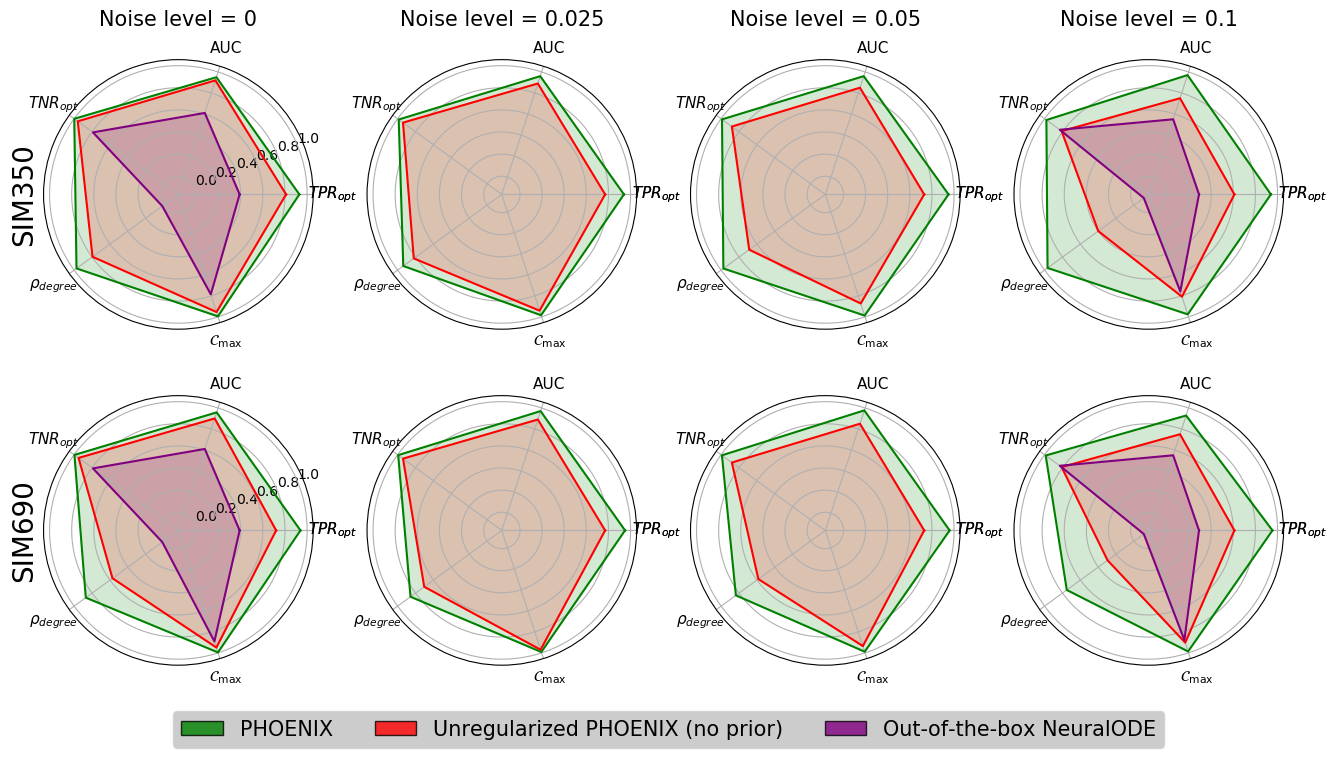 Noise level = 0 Noise level = 0.025 Noise level = 0.05 Noise level = 0.1
AUC AUC AUC AUC
TNR_opt TNR_opt TNR_opt TNR_opt
0.0 0.2 0.4 0.6 0.8 1.0
SIM350
TPR_opt TPR_opt TPR_opt TPR_opt
ρ_degree ρ_degree ρ_degree ρ_degree
C_max C_max C_max C_max
AUC AUC AUC AUC
TNR_opt TNR_opt TNR_opt TNR_opt
0.0 0.2 0.4 0.6 0.8 1.0
SIM690
TPR_opt TPR_opt TPR_opt TPR_opt
ρ_degree ρ_degree ρ_degree ρ_degree
C_max C_max C_max C_max
PHOENIX Unregularized PHOENIX (no prior) Out-of-the-box NeuralODE